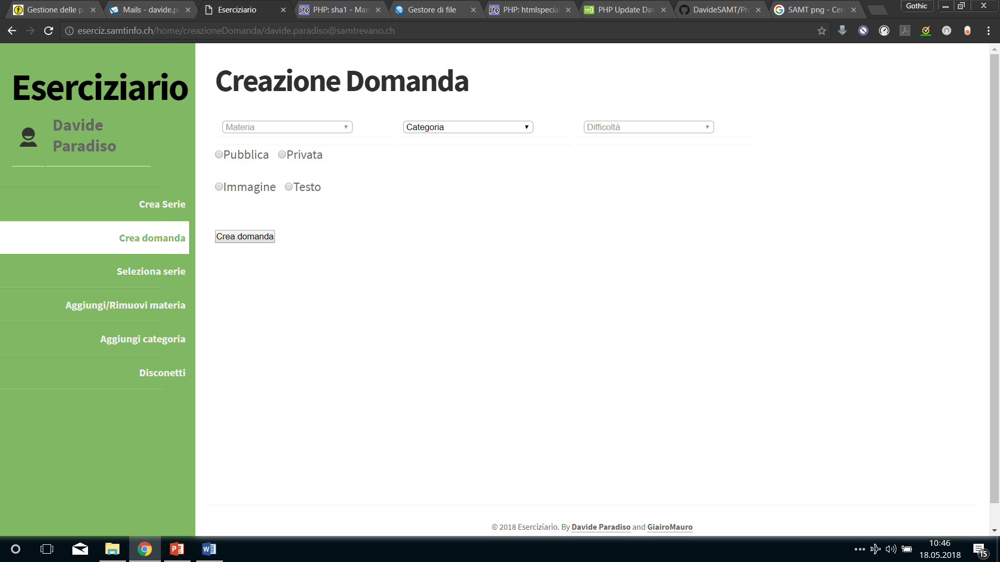 Gestione delle p
Mails - davide.p
Eserciziario
PHP: sha1 - Man
Gestore di file
PHP: htmlspecial
PHP Update Dat
DavideSAMT/Pro
SAMT png - Cer
Gothic
eserciz.samtinfo.ch/home/creazioneDomanda/davide.paradiso@samtrevano.ch
Eserciziario
Davide
Paradiso
Crea Serie
Crea domanda
Seleziona serie
Aggiungi/Rimuovi materia
Aggiungi categoria
Disconetti
Creazione Domanda
Materia
Categoria
Difficoltà
Pubblica Privata
Immagine Testo
Crea domanda
© 2018 Eserciziario. By Davide Paradiso and GiairoMauro
10:46
18.05.2018
15